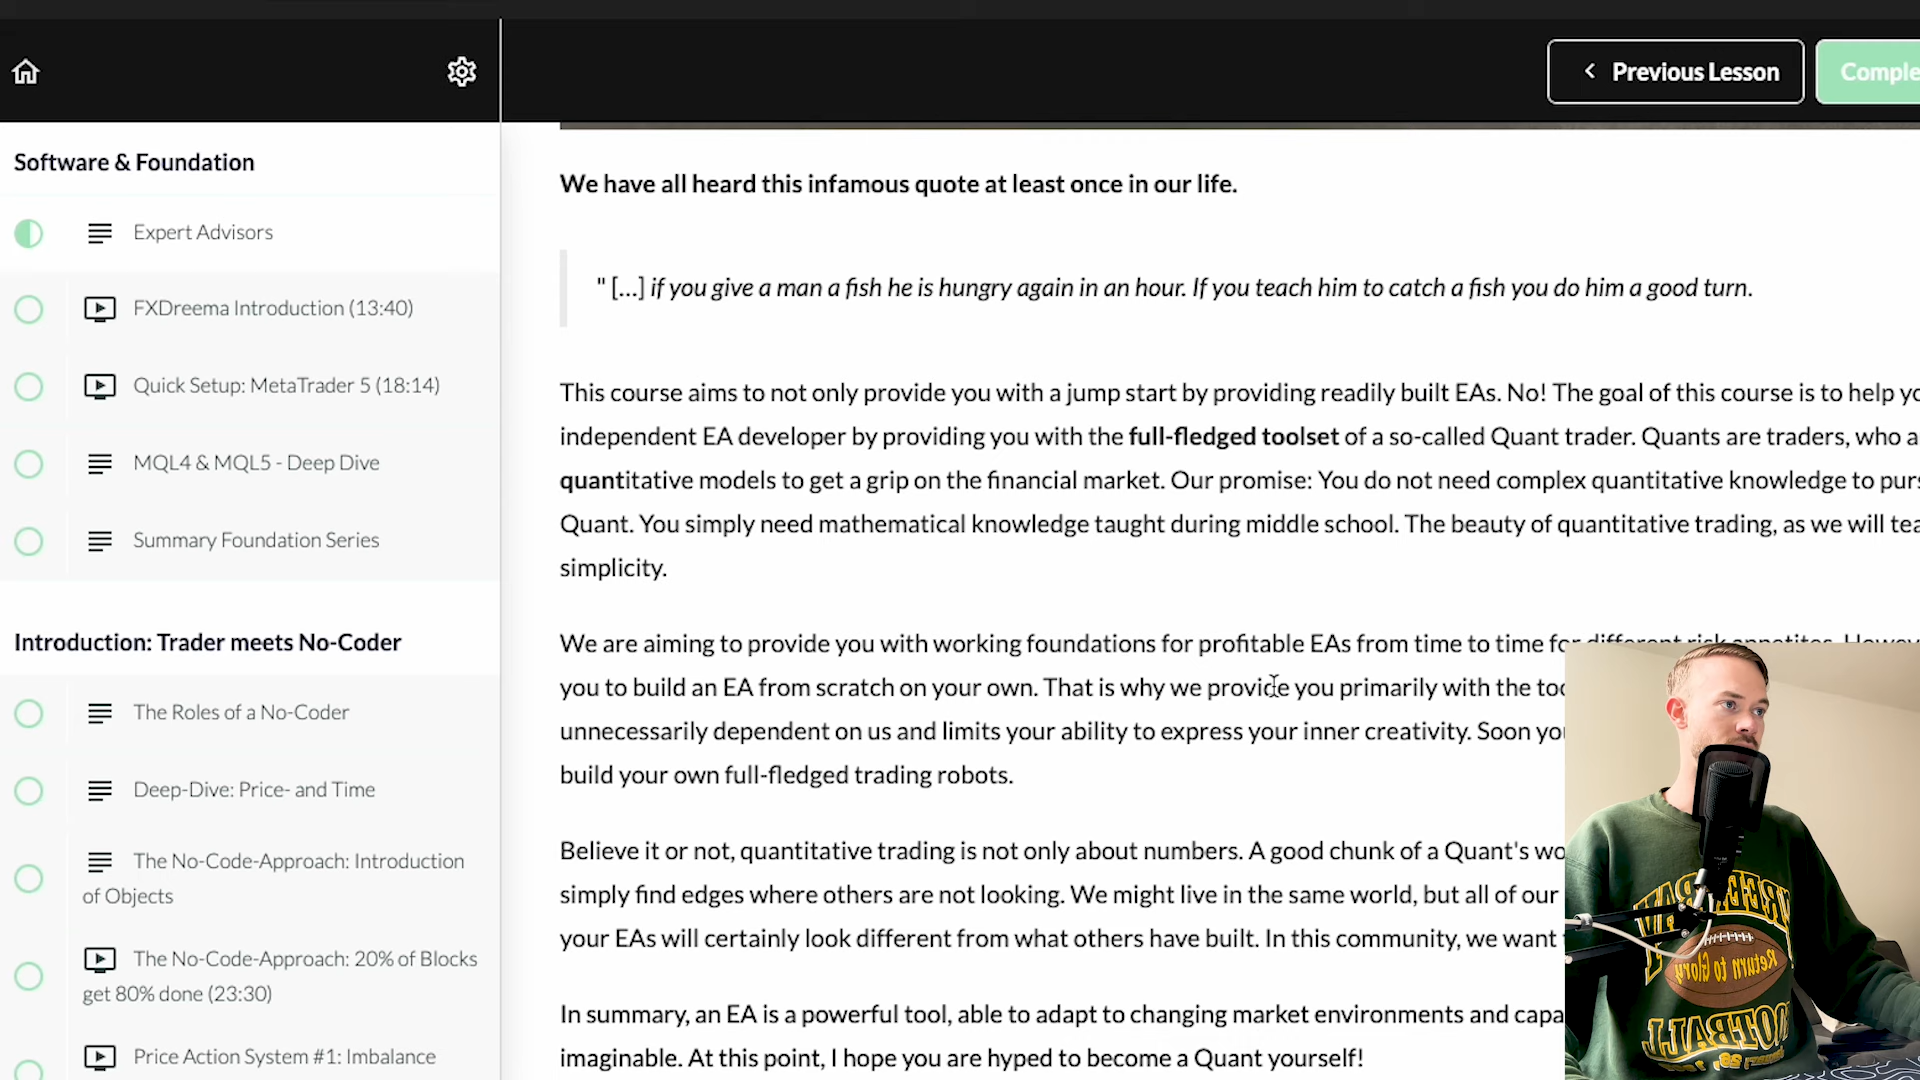 Previous Lesson
Comple
Software & Foundation
Expert Advisors
FXDreema Introduction (13:40)
Quick Setup: MetaTrader 5 (18:14)
MQL4 & MQL5 - Deep Dive
Summary Foundation Series
Introduction: Trader meets No-Coder
The Roles of a No-Coder
Deep-Dive: Price- and Time
The No-Code-Approach: Introduction
of Objects
The No-Code-Approach: 20% of Blocks
get 80% done (23:30)
Price Action System #1: Imbalance
We have all heard this infamous quote at least once in our life.
" [...] if you give a man a fish he is hungry again in an hour. If you teach him to catch a fish you do him a good turn.
This course aims to not only provide you with a jump start by providing readily built EAs. No! The goal of this course is to help yo
independent EA developer by providing you with the full-fledged toolset of a so-called Quant trader. Quants are traders, who a
quantitative models to get a grip on the financial market. Our promise: You do not need complex quantitative knowledge to purs
Quant. You simply need mathematical knowledge taught during middle school. The beauty of quantitative trading, as we will tea
simplicity.
We are aiming to provide you with working foundations for profitable EAs from time to time for different risk appetites. Howev
you to build an EA from scratch on your own. That is why we provide you primarily with the too
unnecessarily dependent on us and limits your ability to express your inner creativity. Soon yo
build your own full-fledged trading robots.
Believe it or not, quantitative trading is not only about numbers. A good chunk of a Quant's wo
simply find edges where others are not looking. We might live in the same world, but all of our
your EAs will certainly look different from what others have built. In this community, we want
In summary, an EA is a powerful tool, able to adapt to changing market environments and capa
imaginable. At this point, I hope you are hyped to become a Quant yourself!
Return to Glory
FOOTBALL